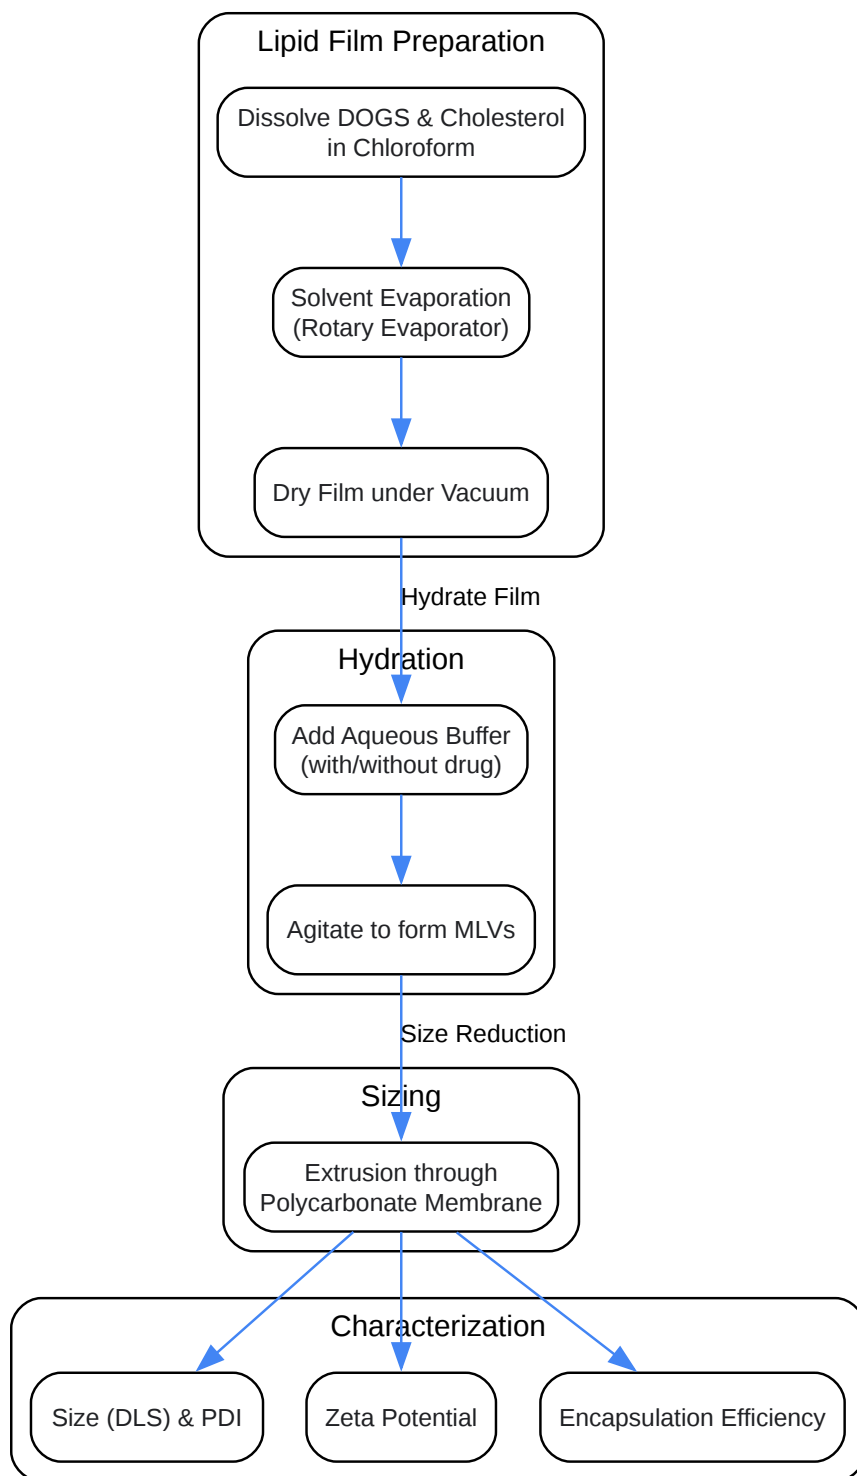 Lipid Film Preparation
Dissolve DOGS & Cholesterol
in Chloroform
Solvent Evaporation
(Rotary Evaporator)
Dry Film under Vacuum
Hydrate Film
Hydration
Add Aqueous Buffer
(with/without drug)
Agitate to form MLVs
Size Reduction
Sizing
Extrusion through
Polycarbonate Membrane
Characterization
Size (DLS) & PDI
Zeta Potential
Encapsulation Efficiency